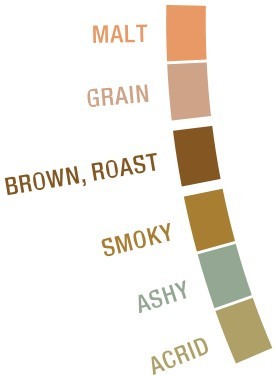 MALT
GRAIN
BROWN, ROAST
SMOKY
ASHY
ACRID